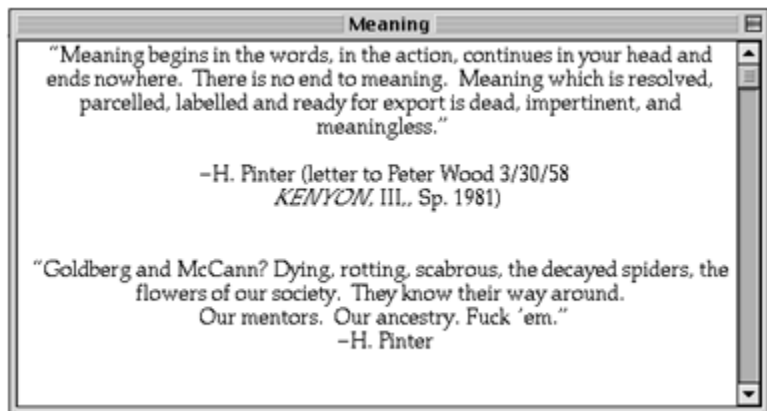 Meaning
“Meaning begins in the words, in the action, continues in your head and
ends nowhere. There is no end to meaning. Meaning which is resolved,
parcelled, labelled and ready for export is dead, impertinent, and
meaningless.”
–H. Pinter (letter to Peter Wood 3/30/58
KENYON, III,, Sp. 1981)
“Goldberg and McCann? Dying, rotting, scabrous, the decayed spiders, the
flowers of our society. They know their way around.
Our mentors. Our ancestry. Fuck ‘em.”
–H. Pinter